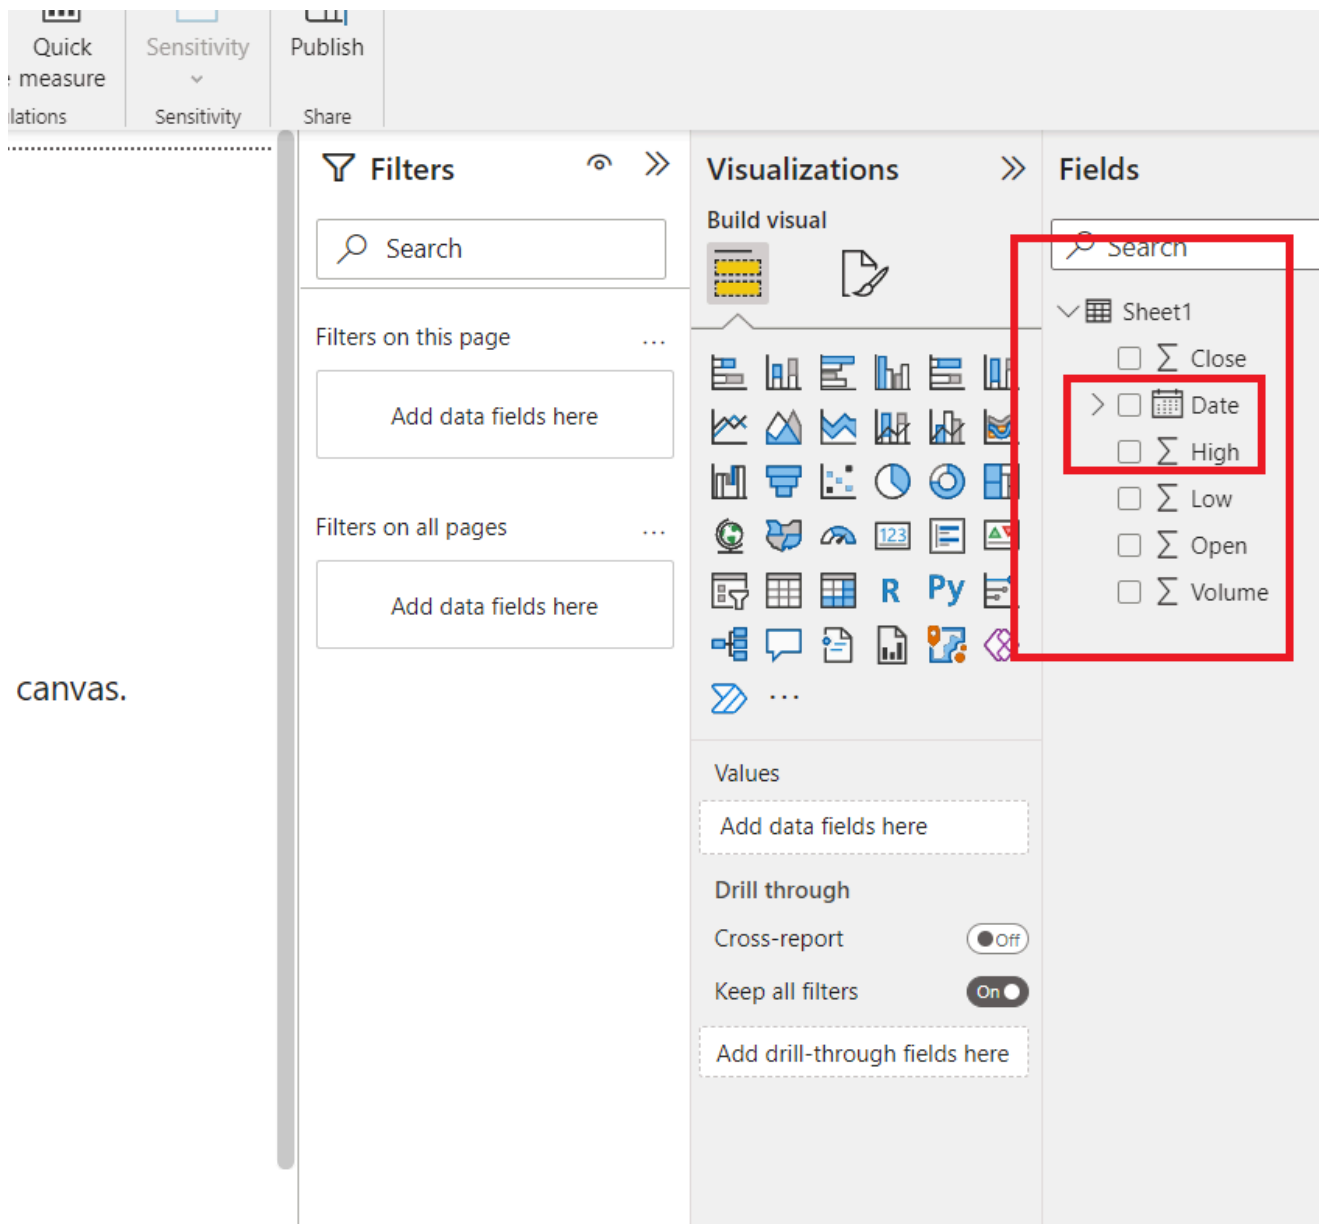 Quick
measure
lations
Sensitivity
Sensitivity
Publish
Share
canvas.
Filters
Search
Filters on this page
...
Add data fields here
Filters on all pages
...
Add data fields here
Visualizations
Build visual
123
R
Py
...
Values
Add data fields here
Drill through
Cross-report
Off
Keep all filters
On
Add drill-through fields here
Fields
Search
Sheet1
Σ Close
Date
Σ High
Σ Low
Σ Open
Σ Volume